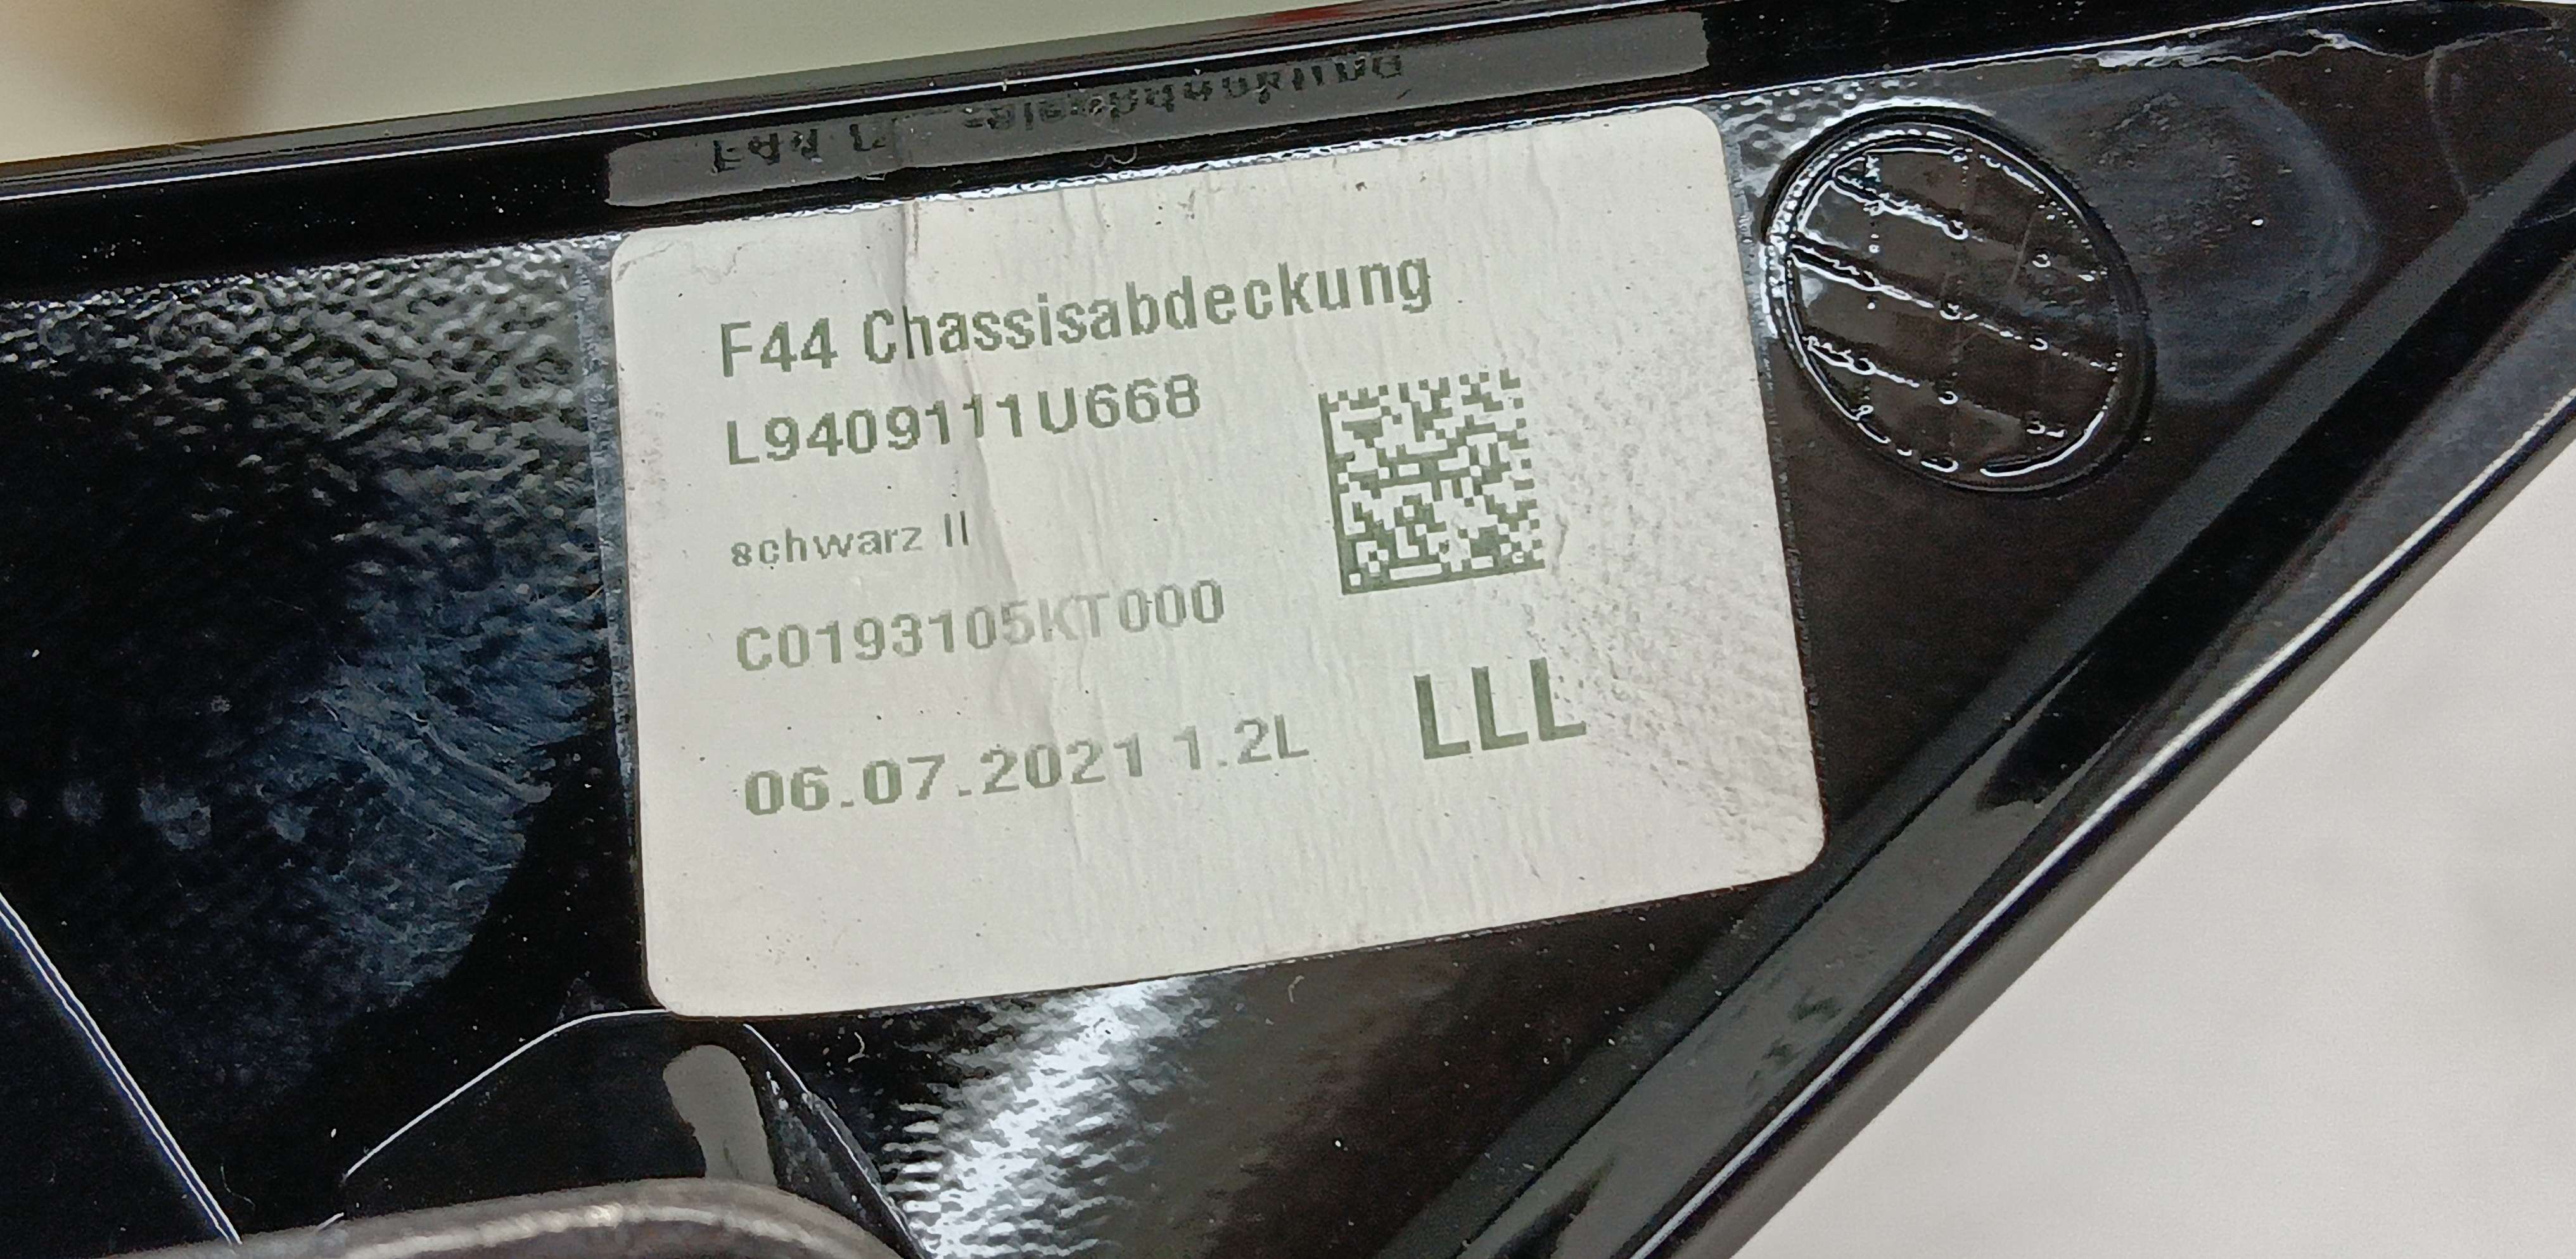 F44 Chassisabdeckung
L9409111U668
schwarz II
C0193105KT000
06.07.2021 1.2L
LLL